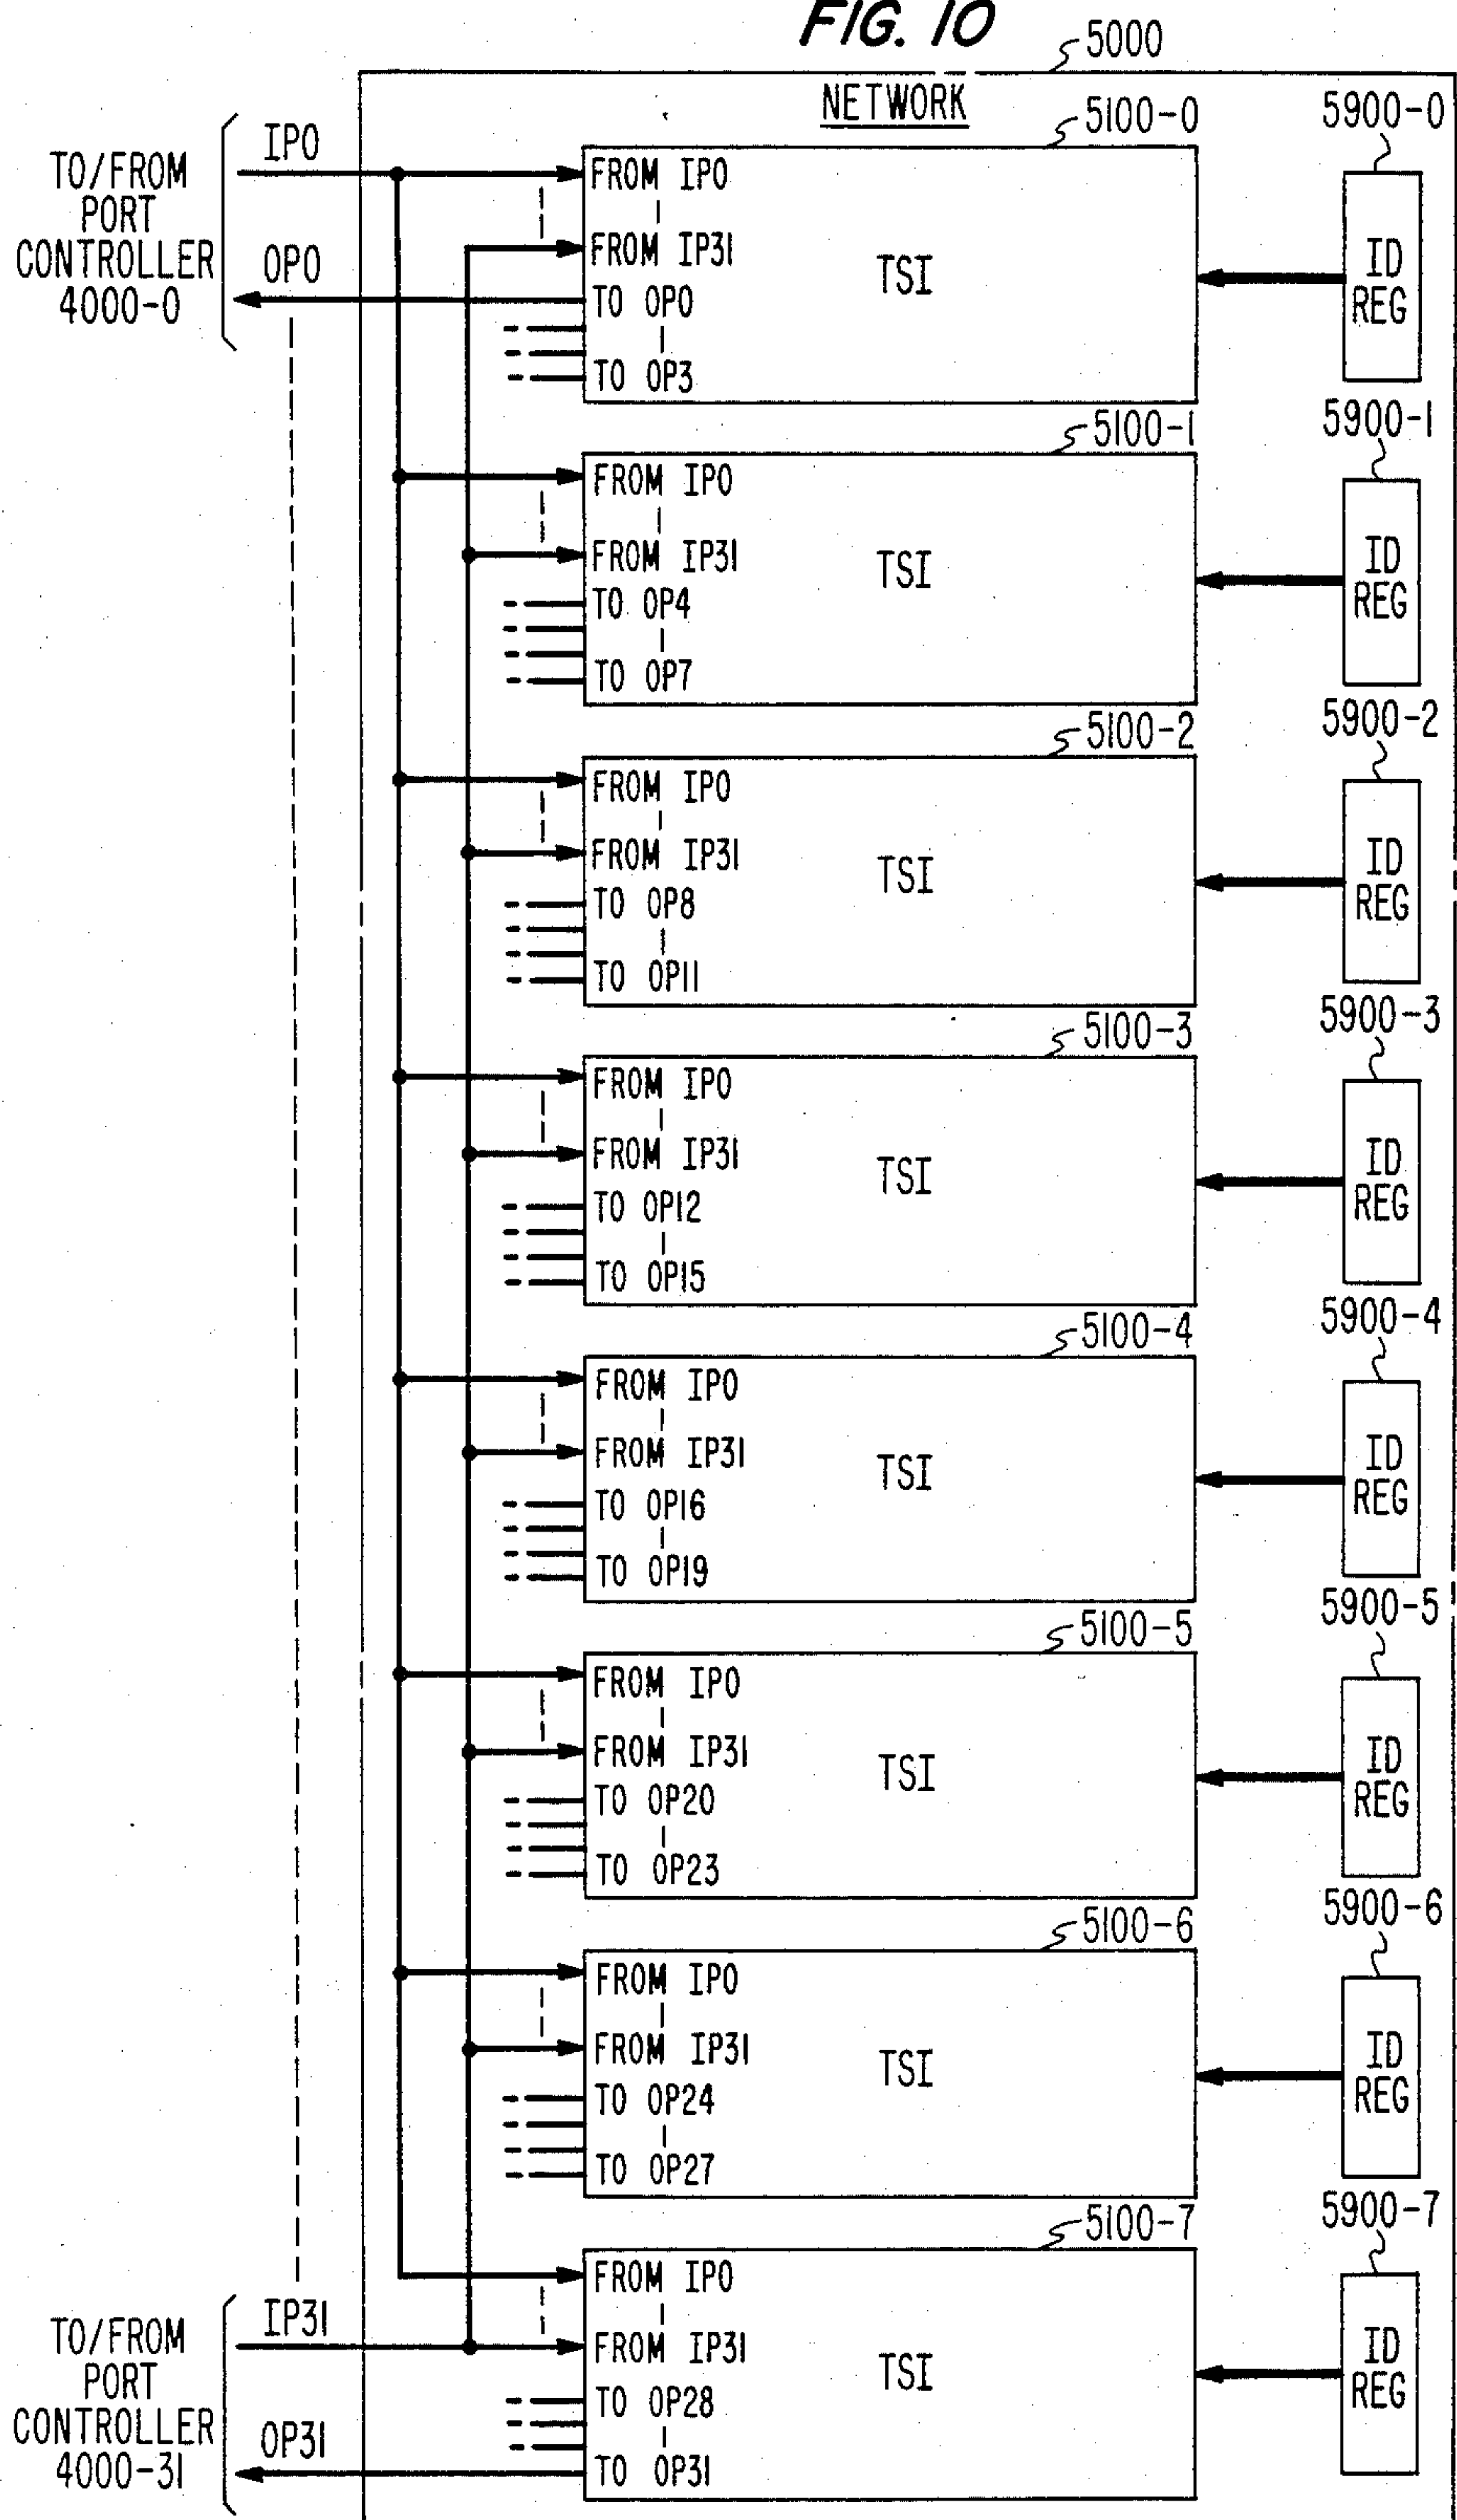 FIG. 10
5000
NETWORK
5100-0
5900-0
TO/FROM
PORT
CONTROLLER
4000-0
IP0
OP0
FROM IP0
FROM IP31
TO OP0
TO OP3
TSI
ID
REG
5100-1
5900-1
FROM IP0
FROM IP31
TO OP4
TO OP7
TSI
ID
REG
5100-2
5900-2
FROM IP0
FROM IP31
TO OP8
TO OP11
TSI
ID
REG
5100-3
5900-3
FROM IP0
FROM IP31
TO OP12
TO OP15
TSI
ID
REG
5100-4
5900-4
FROM IP0
FROM IP31
TO OP16
TO OP19
TSI
ID
REG
5100-5
5900-5
FROM IP0
FROM IP31
TO OP20
TO OP23
TSI
ID
REG
5100-6
5900-6
FROM IP0
FROM IP31
TO OP24
TO OP27
TSI
ID
REG
5100-7
5900-7
TO/FROM
PORT
CONTROLLER
4000-31
IP31
OP31
FROM IP0
FROM IP31
TO OP28
TO OP31
TSI
ID
REG